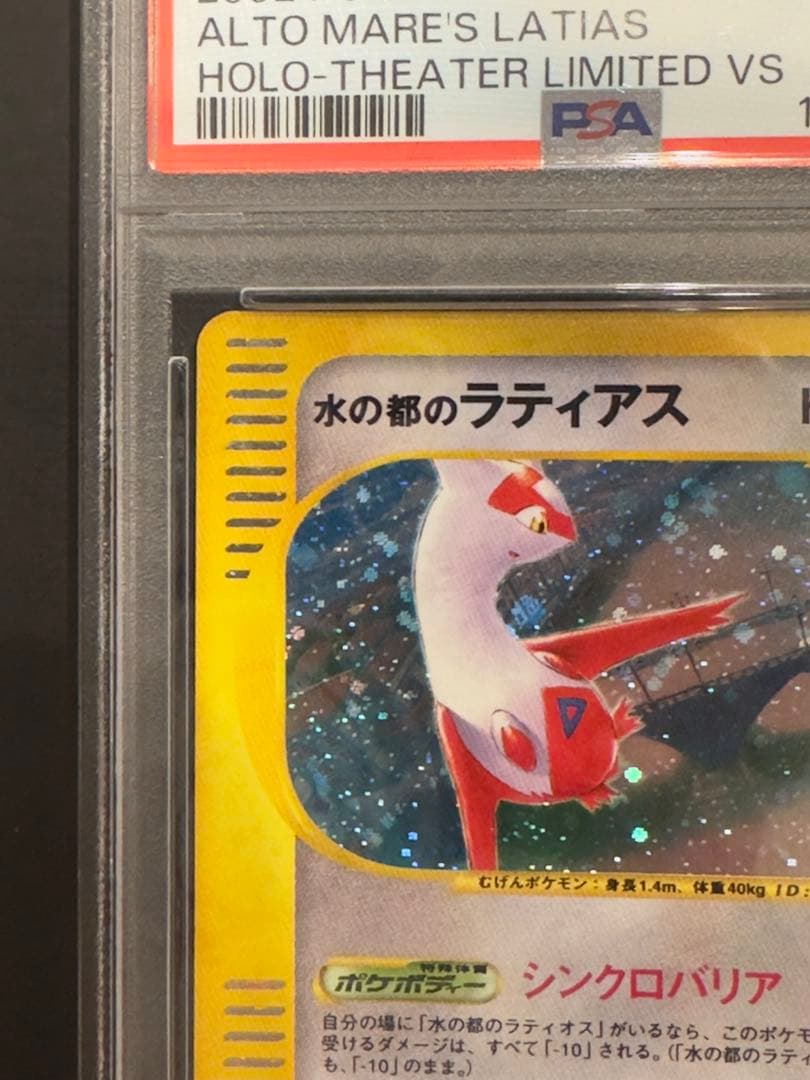 ALTO MARE'S LATIAS
HOLO-THEATER LIMITED VS
PSA
水の都のラティアス
むげんポケモン:身長1.4m、体重40kg ID:
特殊体質
ポケボディー シンクロバリア
自分の場に「水の都のラティオス」がいるなら、このポケモ
受けるダメージは、すべて「-10」される。(「水の都のラテ
も、「-10」のまま。)